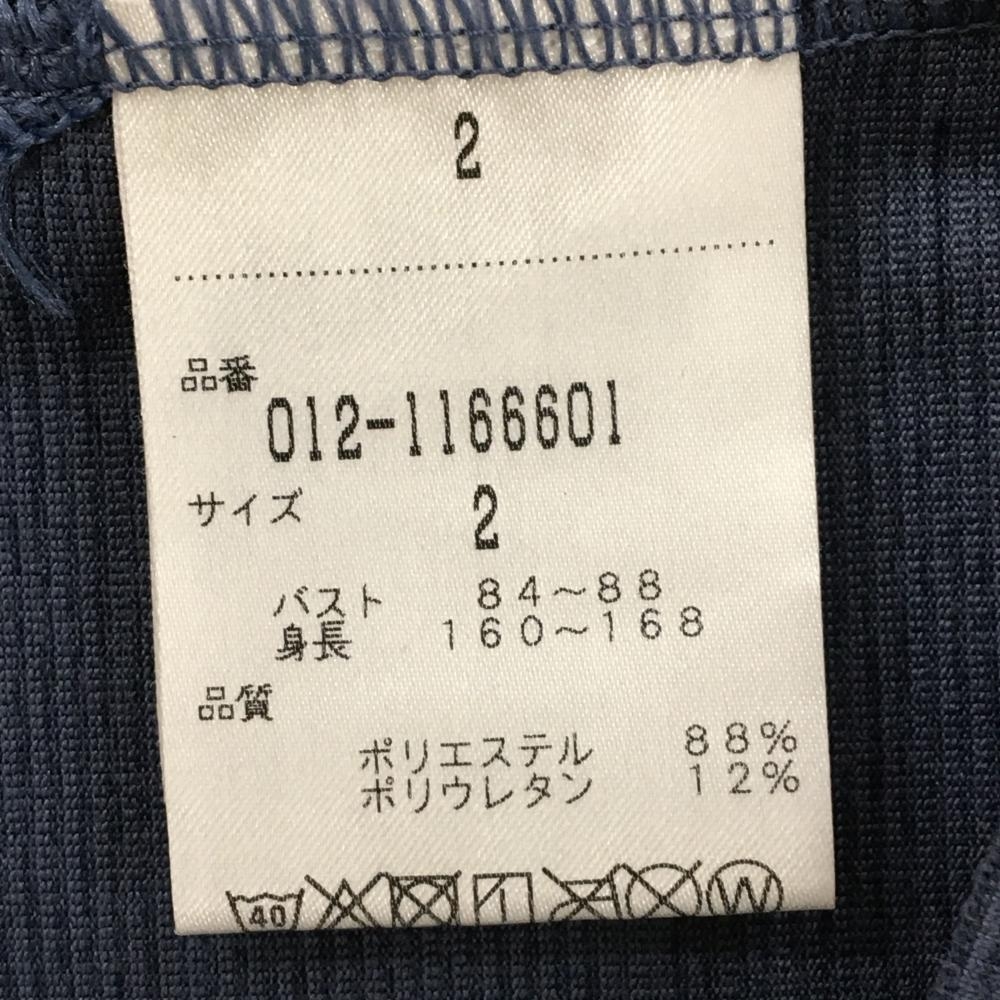 2
品番
012-1166601
サイズ 2
バスト 84～88
身長 160～168
品質
ポリエステル 88%
ポリウレタン 12%
40 W